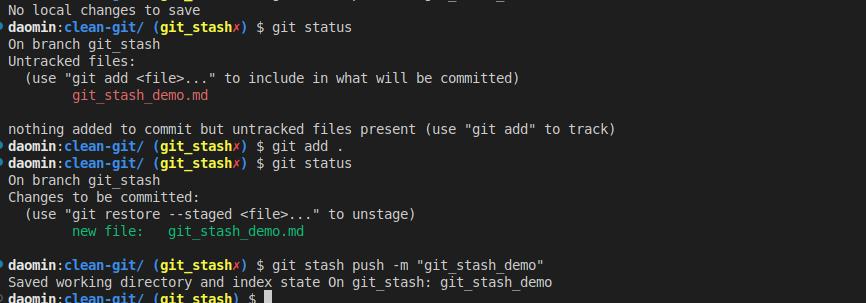 No local changes to save
daomin:clean-git/ (git_stash✗) $ git status
On branch git_stash
Untracked files:
  (use "git add <file>..." to include in what will be committed)
        git_stash_demo.md

nothing added to commit but untracked files present (use "git add" to track)
daomin:clean-git/ (git_stash✗) $ git add .
daomin:clean-git/ (git_stash✗) $ git status
On branch git_stash
Changes to be committed:
  (use "git restore --staged <file>..." to unstage)
        new file:   git_stash_demo.md

daomin:clean-git/ (git_stash✗) $ git stash push -m "git_stash_demo"
Saved working directory and index state On git_stash: git_stash_demo
daomin:clean-git/ (git_stash) $